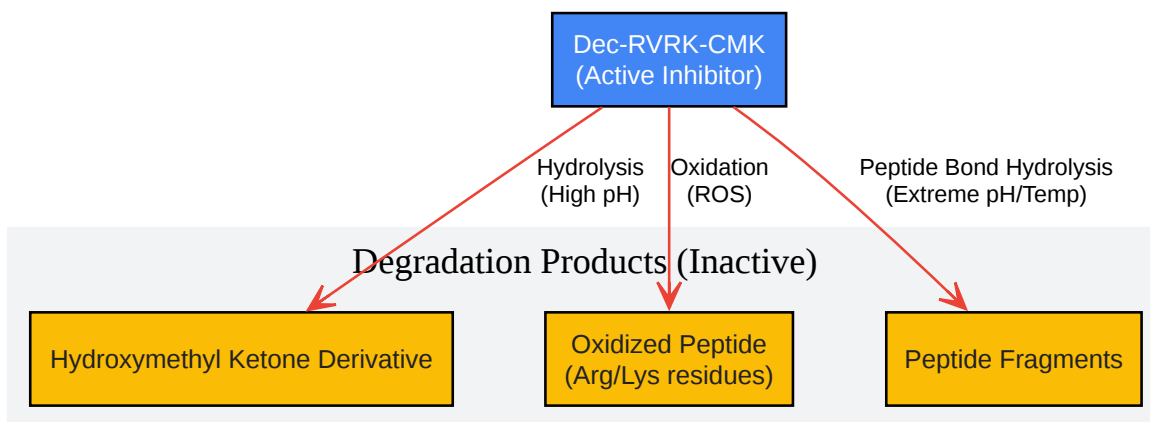 Dec-RVRK-CMK
(Active Inhibitor)
Hydrolysis
(High pH)
Oxidation
(ROS)
Peptide Bond Hydrolysis
(Extreme pH/Temp)
Degradation Products (Inactive)
Hydroxymethyl Ketone Derivative
Oxidized Peptide
(Arg/Lys residues)
Peptide Fragments